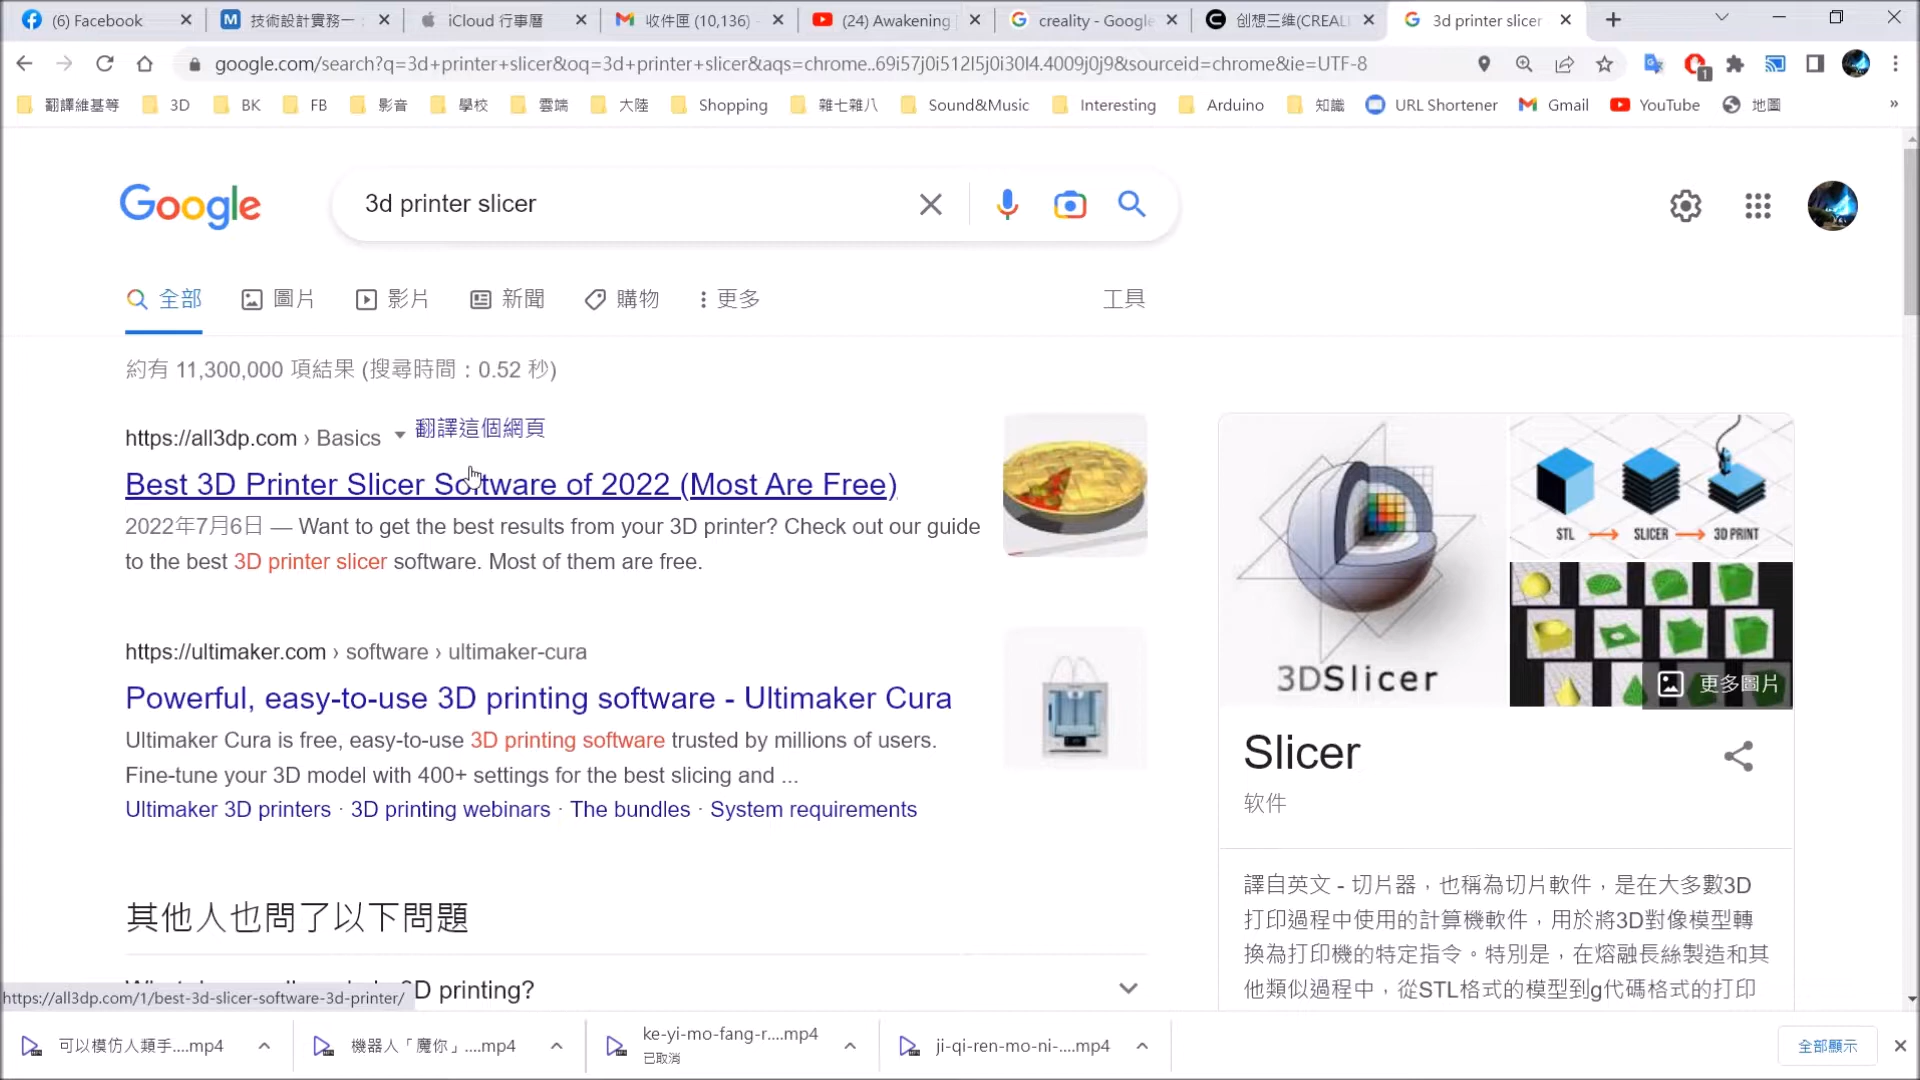 (6) Facebook
技術設計實務一
iCloud 行事曆
收件匣 (10,136) -
(24) Awakening
creality - Google
创想三维(CREALI
3d printer slicer
google.com/search?q=3d+printer+slicer&oq=3d+printer+slicer&aqs=chrome..69i57j0i512l5j0i30l4.4009j0j9&sourceid=chrome&ie=UTF-8
1
翻譯維基等
3D
BK
FB
影音
學校
雲端
大陸
Shopping
雜七雜八
Sound&Music
Interesting
Arduino
知識
URL Shortener
Gmail
YouTube
地圖
»
Google
3d printer slicer
全部
圖片
影片
新聞
購物
更多
工具
約有 11,300,000 項結果 (搜尋時間：0.52 秒)
https://all3dp.com › Basics
翻譯這個網頁
Best 3D Printer Slicer Software of 2022 (Most Are Free)
2022年7月6日 — Want to get the best results from your 3D printer? Check out our guide
to the best 3D printer slicer software. Most of them are free.
https://ultimaker.com › software › ultimaker-cura
Powerful, easy-to-use 3D printing software - Ultimaker Cura
Ultimaker Cura is free, easy-to-use 3D printing software trusted by millions of users.
Fine-tune your 3D model with 400+ settings for the best slicing and ...
Ultimaker 3D printers · 3D printing webinars · The bundles · System requirements
其他人也問了以下問題
D printing?
3DSlicer
STL
SLICER
3D PRINT
更多圖片
Slicer
软件
譯自英文 - 切片器，也稱為切片軟件，是在大多數3D
打印過程中使用的計算機軟件，用於將3D對像模型轉
換為打印機的特定指令。特別是，在熔融長絲製造和其
他類似過程中，從STL格式的模型到g代碼格式的打印
https://all3dp.com/1/best-3d-slicer-software-3d-printer/
可以模仿人類手....mp4
機器人「魔你」....mp4
ke-yi-mo-fang-r....mp4
已取消
ji-qi-ren-mo-ni-....mp4
全部顯示